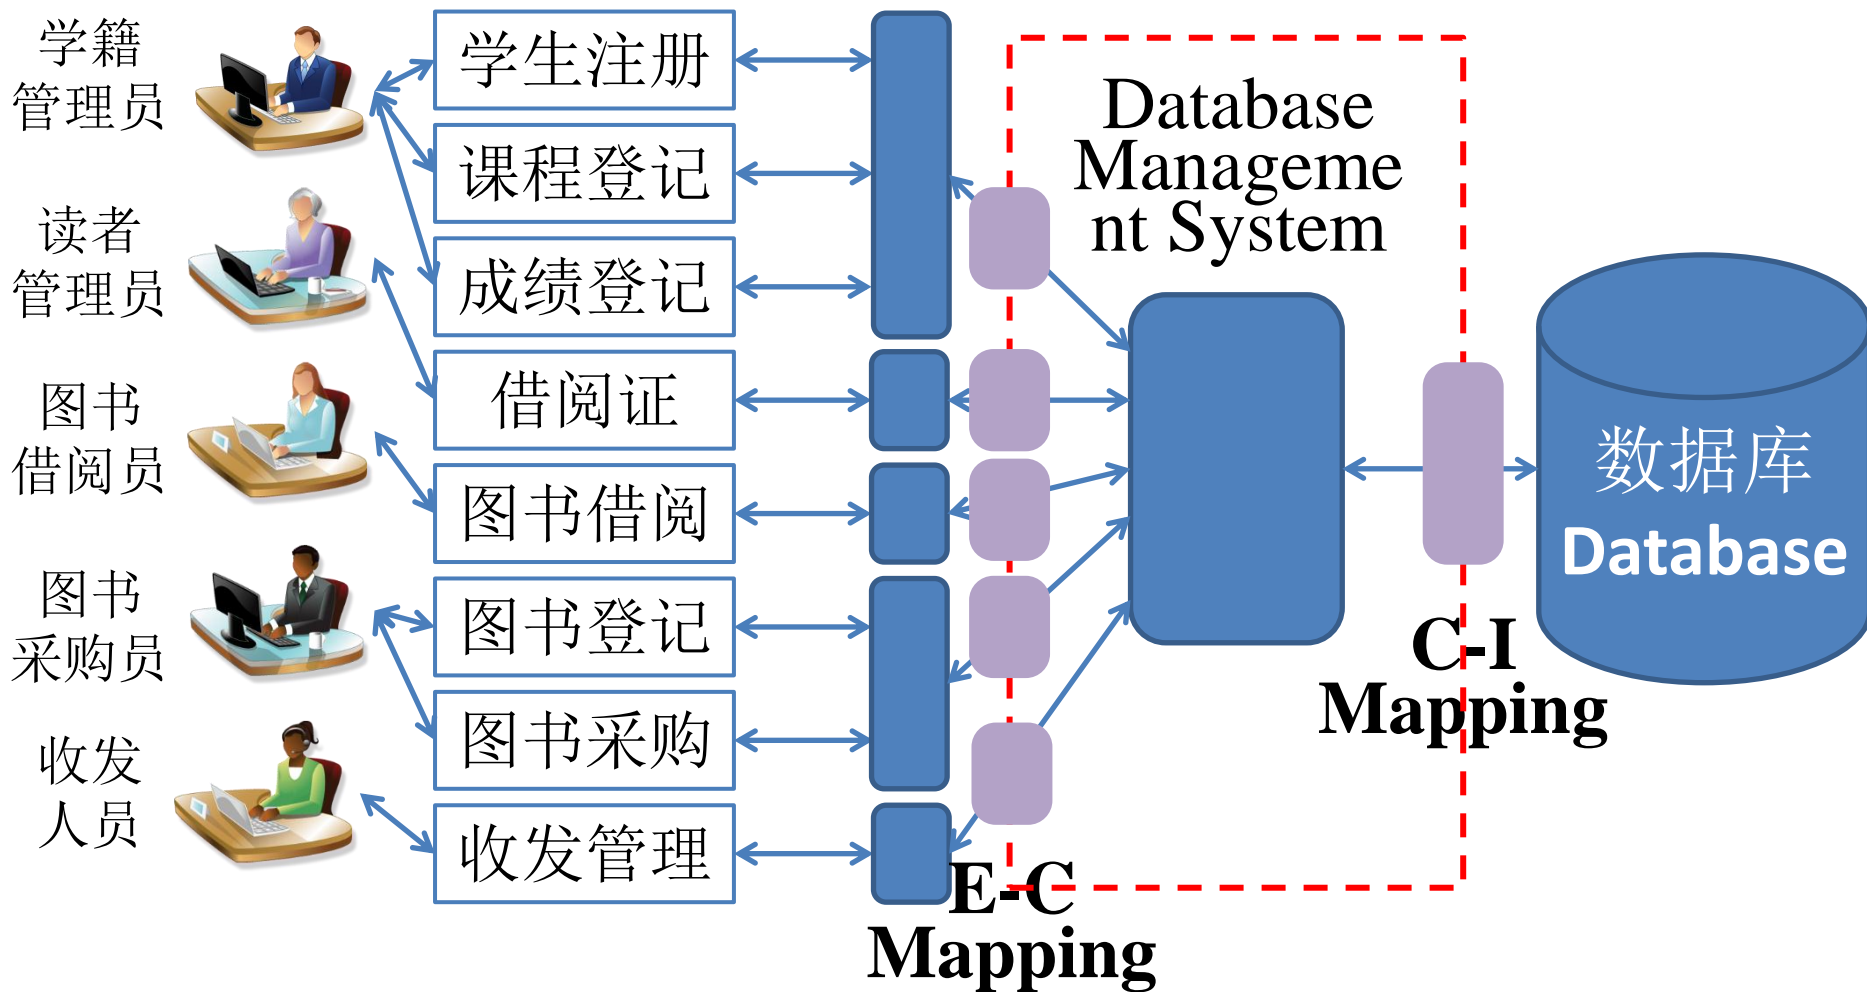 学籍
管理员
读者
管理员
图书
借阅员
图书
采购员
收发
人员
学生注册
课程登记
成绩登记
借阅证
图书借阅
图书登记
图书采购
收发管理
Database
Manageme
nt System
E-C
Mapping
C-I
Mapping
数据库
Database